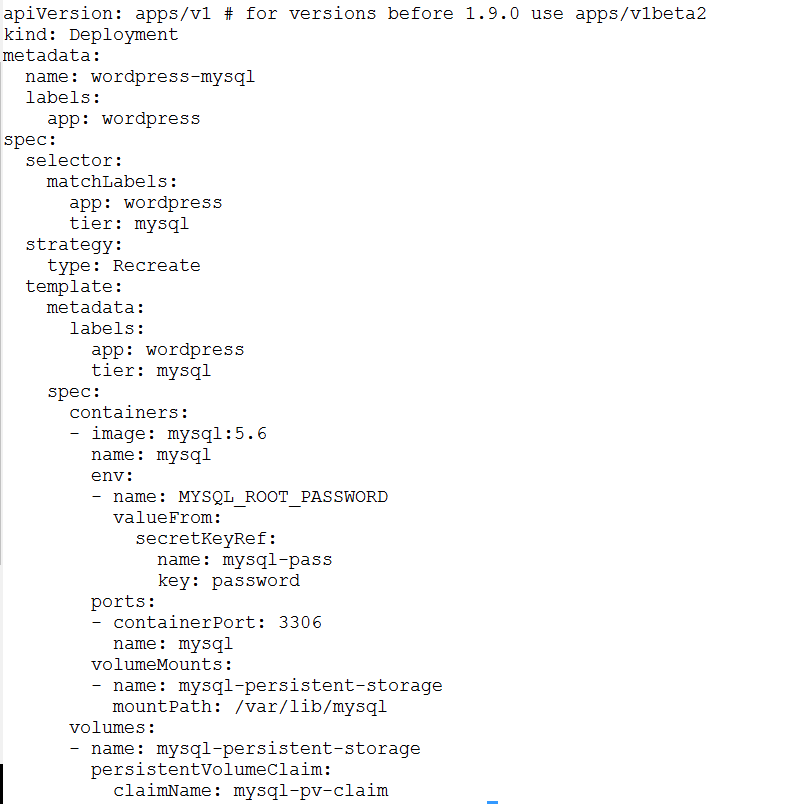 apiVersion: apps/v1 # for versions before 1.9.0 use apps/v1beta2
kind: Deployment
metadata:
  name: wordpress-mysql
  labels:
    app: wordpress
spec:
  selector:
    matchLabels:
      app: wordpress
      tier: mysql
  strategy:
    type: Recreate
  template:
    metadata:
      labels:
        app: wordpress
        tier: mysql
    spec:
      containers:
      - image: mysql:5.6
        name: mysql
        env:
        - name: MYSQL_ROOT_PASSWORD
          valueFrom:
            secretKeyRef:
              name: mysql-pass
              key: password
        ports:
        - containerPort: 3306
          name: mysql
        volumeMounts:
        - name: mysql-persistent-storage
          mountPath: /var/lib/mysql
      volumes:
      - name: mysql-persistent-storage
        persistentVolumeClaim:
          claimName: mysql-pv-claim